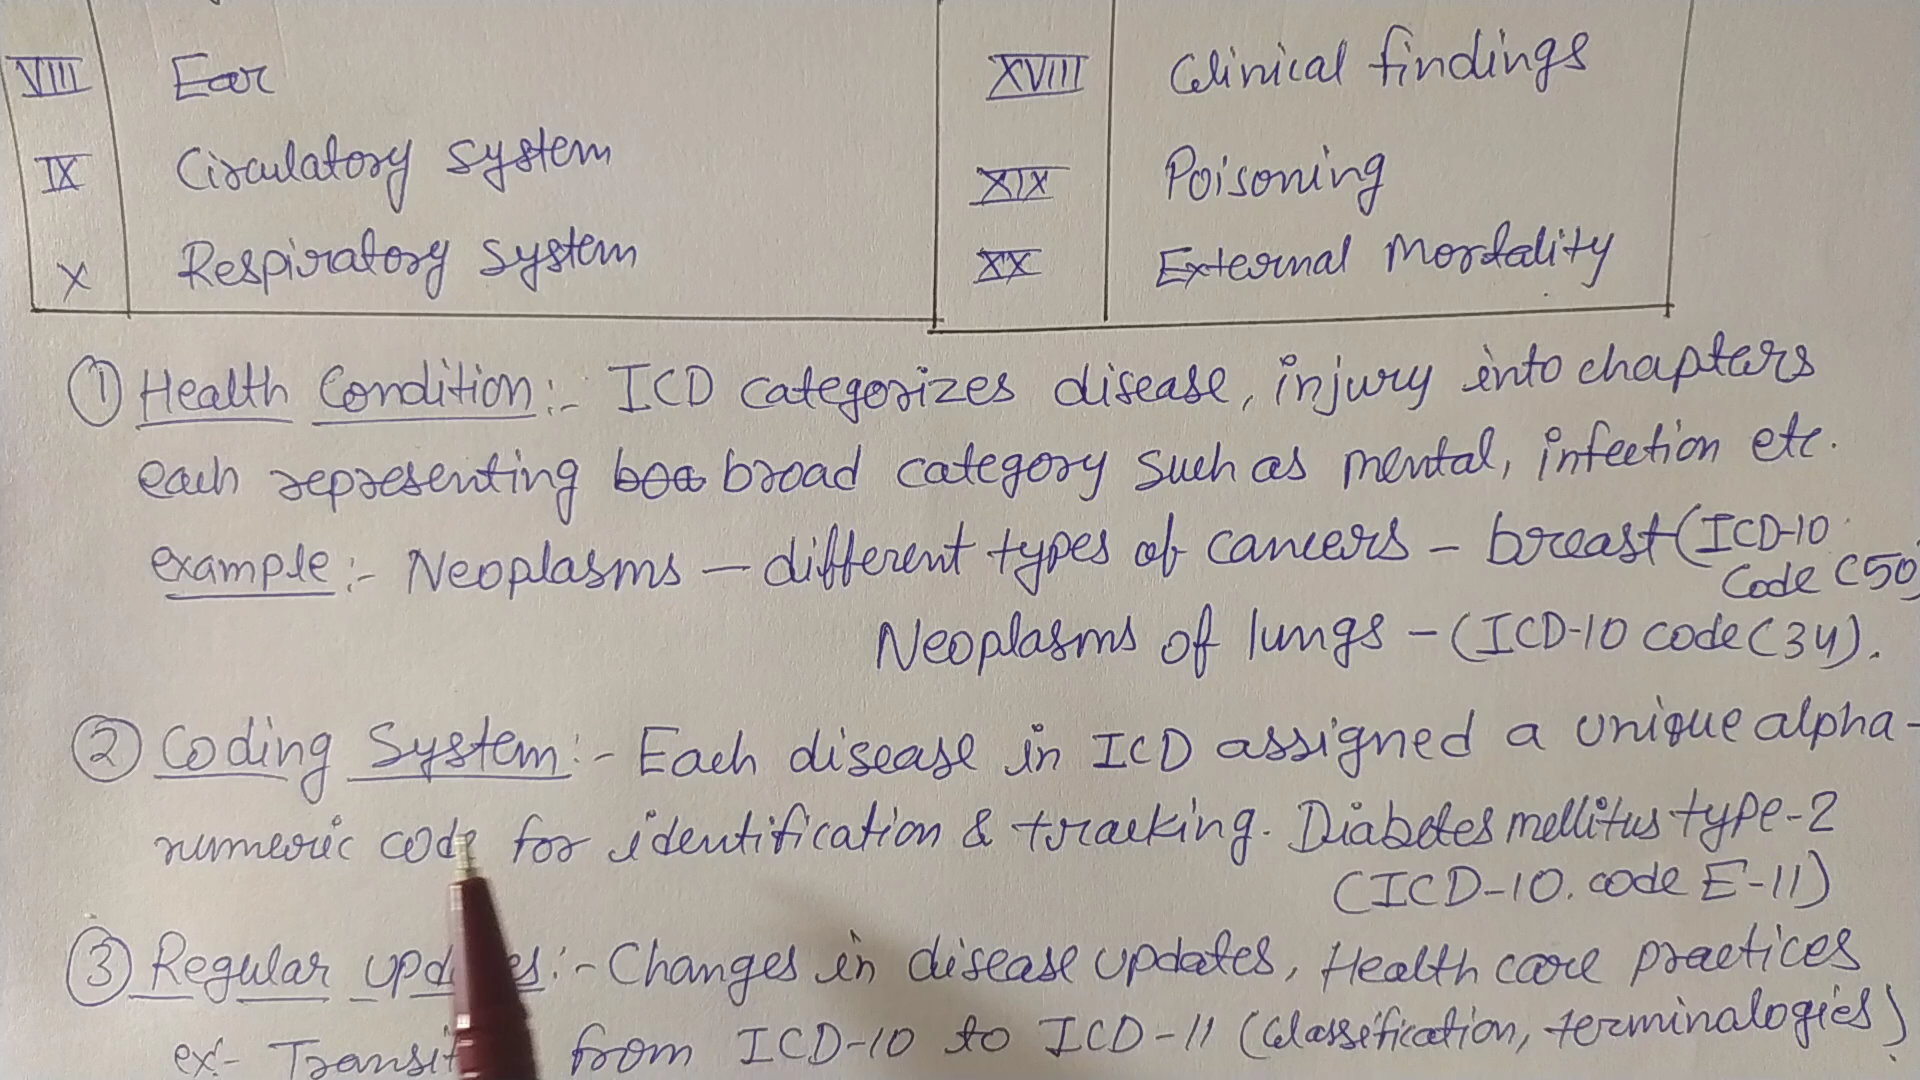 VIII Ear XVIII Clinical findings
IX Circulatory system XIX Poisoning
X Respiratory system XX External Mortality
① Health Condition:- ICD categorizes disease, injury into chapters
each representing broad category such as mental, infection etc.
example:- Neoplasms – different types of cancers – breast (ICD-10
Code C50)
Neoplasms of lungs – (ICD-10 code C34).
② Coding System:- Each disease in ICD assigned a unique alpha-
numeric code for identification & tracking. Diabetes mellitus type-2
(ICD-10. code E-11)
③ Regular updates:- Changes in disease updates, Health care practices
ex:- from ICD-10 to ICD-11 (Classification, terminalogies)